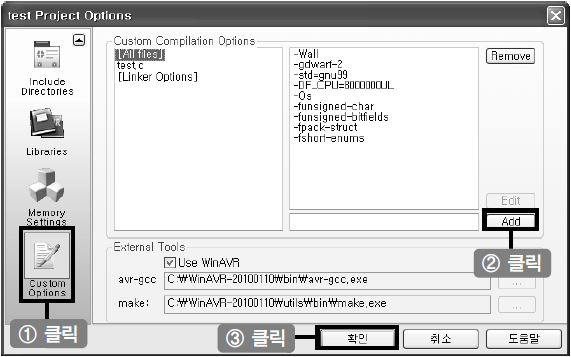 test Project Options
Include
Directories
Libraries
Memory
Settings
Custom
Options
① 클릭
Custom Compilation Options
[All files]
test.c
[Linker Options]
-Wall
-gdwarf-2
-std=gnu99
-DF_CPU=8000000UL
-Os
-funsigned-char
-funsigned-bitfields
-fpack-struct
-fshort-enums
Remove
Edit
Add
② 클릭
External Tools
Use WinAVR
avr-gcc C:₩WinAVR-20100110₩bin₩avr-gcc.exe ...
make: C:₩WinAVR-20100110₩utils₩bin₩make.exe ...
③ 클릭
확인
취소
도움말